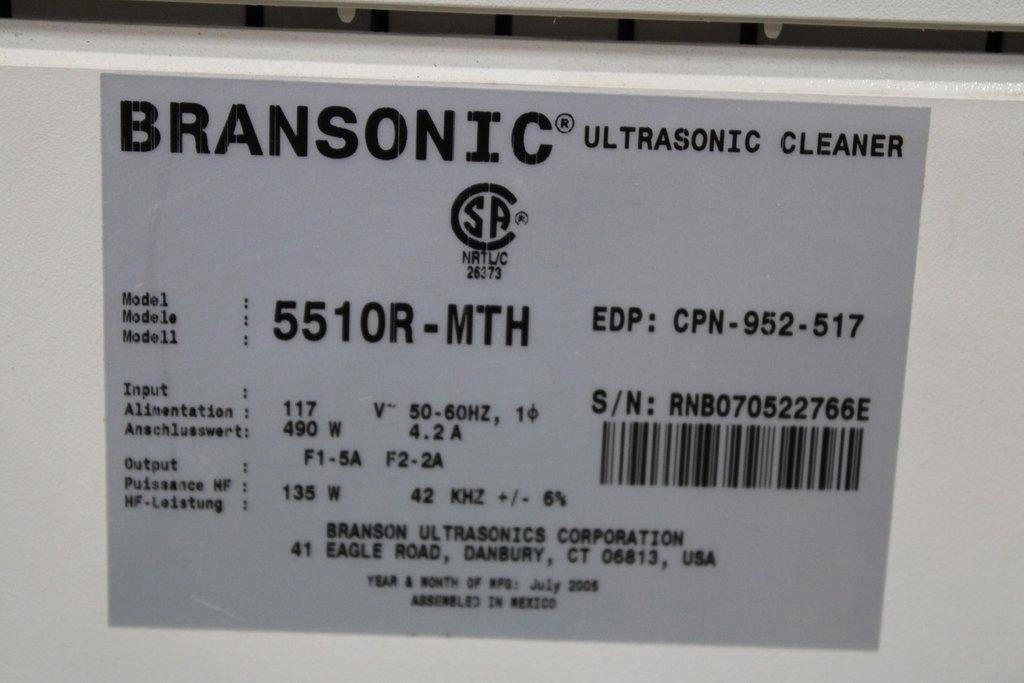 BRANSONIC® ULTRASONIC CLEANER
CSA®
NRTL/C
26373
Model :
Modele : 5510R-MTH EDP: CPN-952-517
Modell :
Input :
Alimentation : 117 V~ 50-60HZ, 1ϕ S/N: RNB070522766E
Anschlusswert: 490 W 4.2A
F1-5A F2-2A
Output :
Puissance HF : 135 W 42 KHZ +/- 6%
HF-Leistung :
BRANSON ULTRASONICS CORPORATION
41 EAGLE ROAD, DANBURY, CT 06813, USA
YEAR & MONTH OF MFG: July 2005
ASSEMBLED IN MEXICO